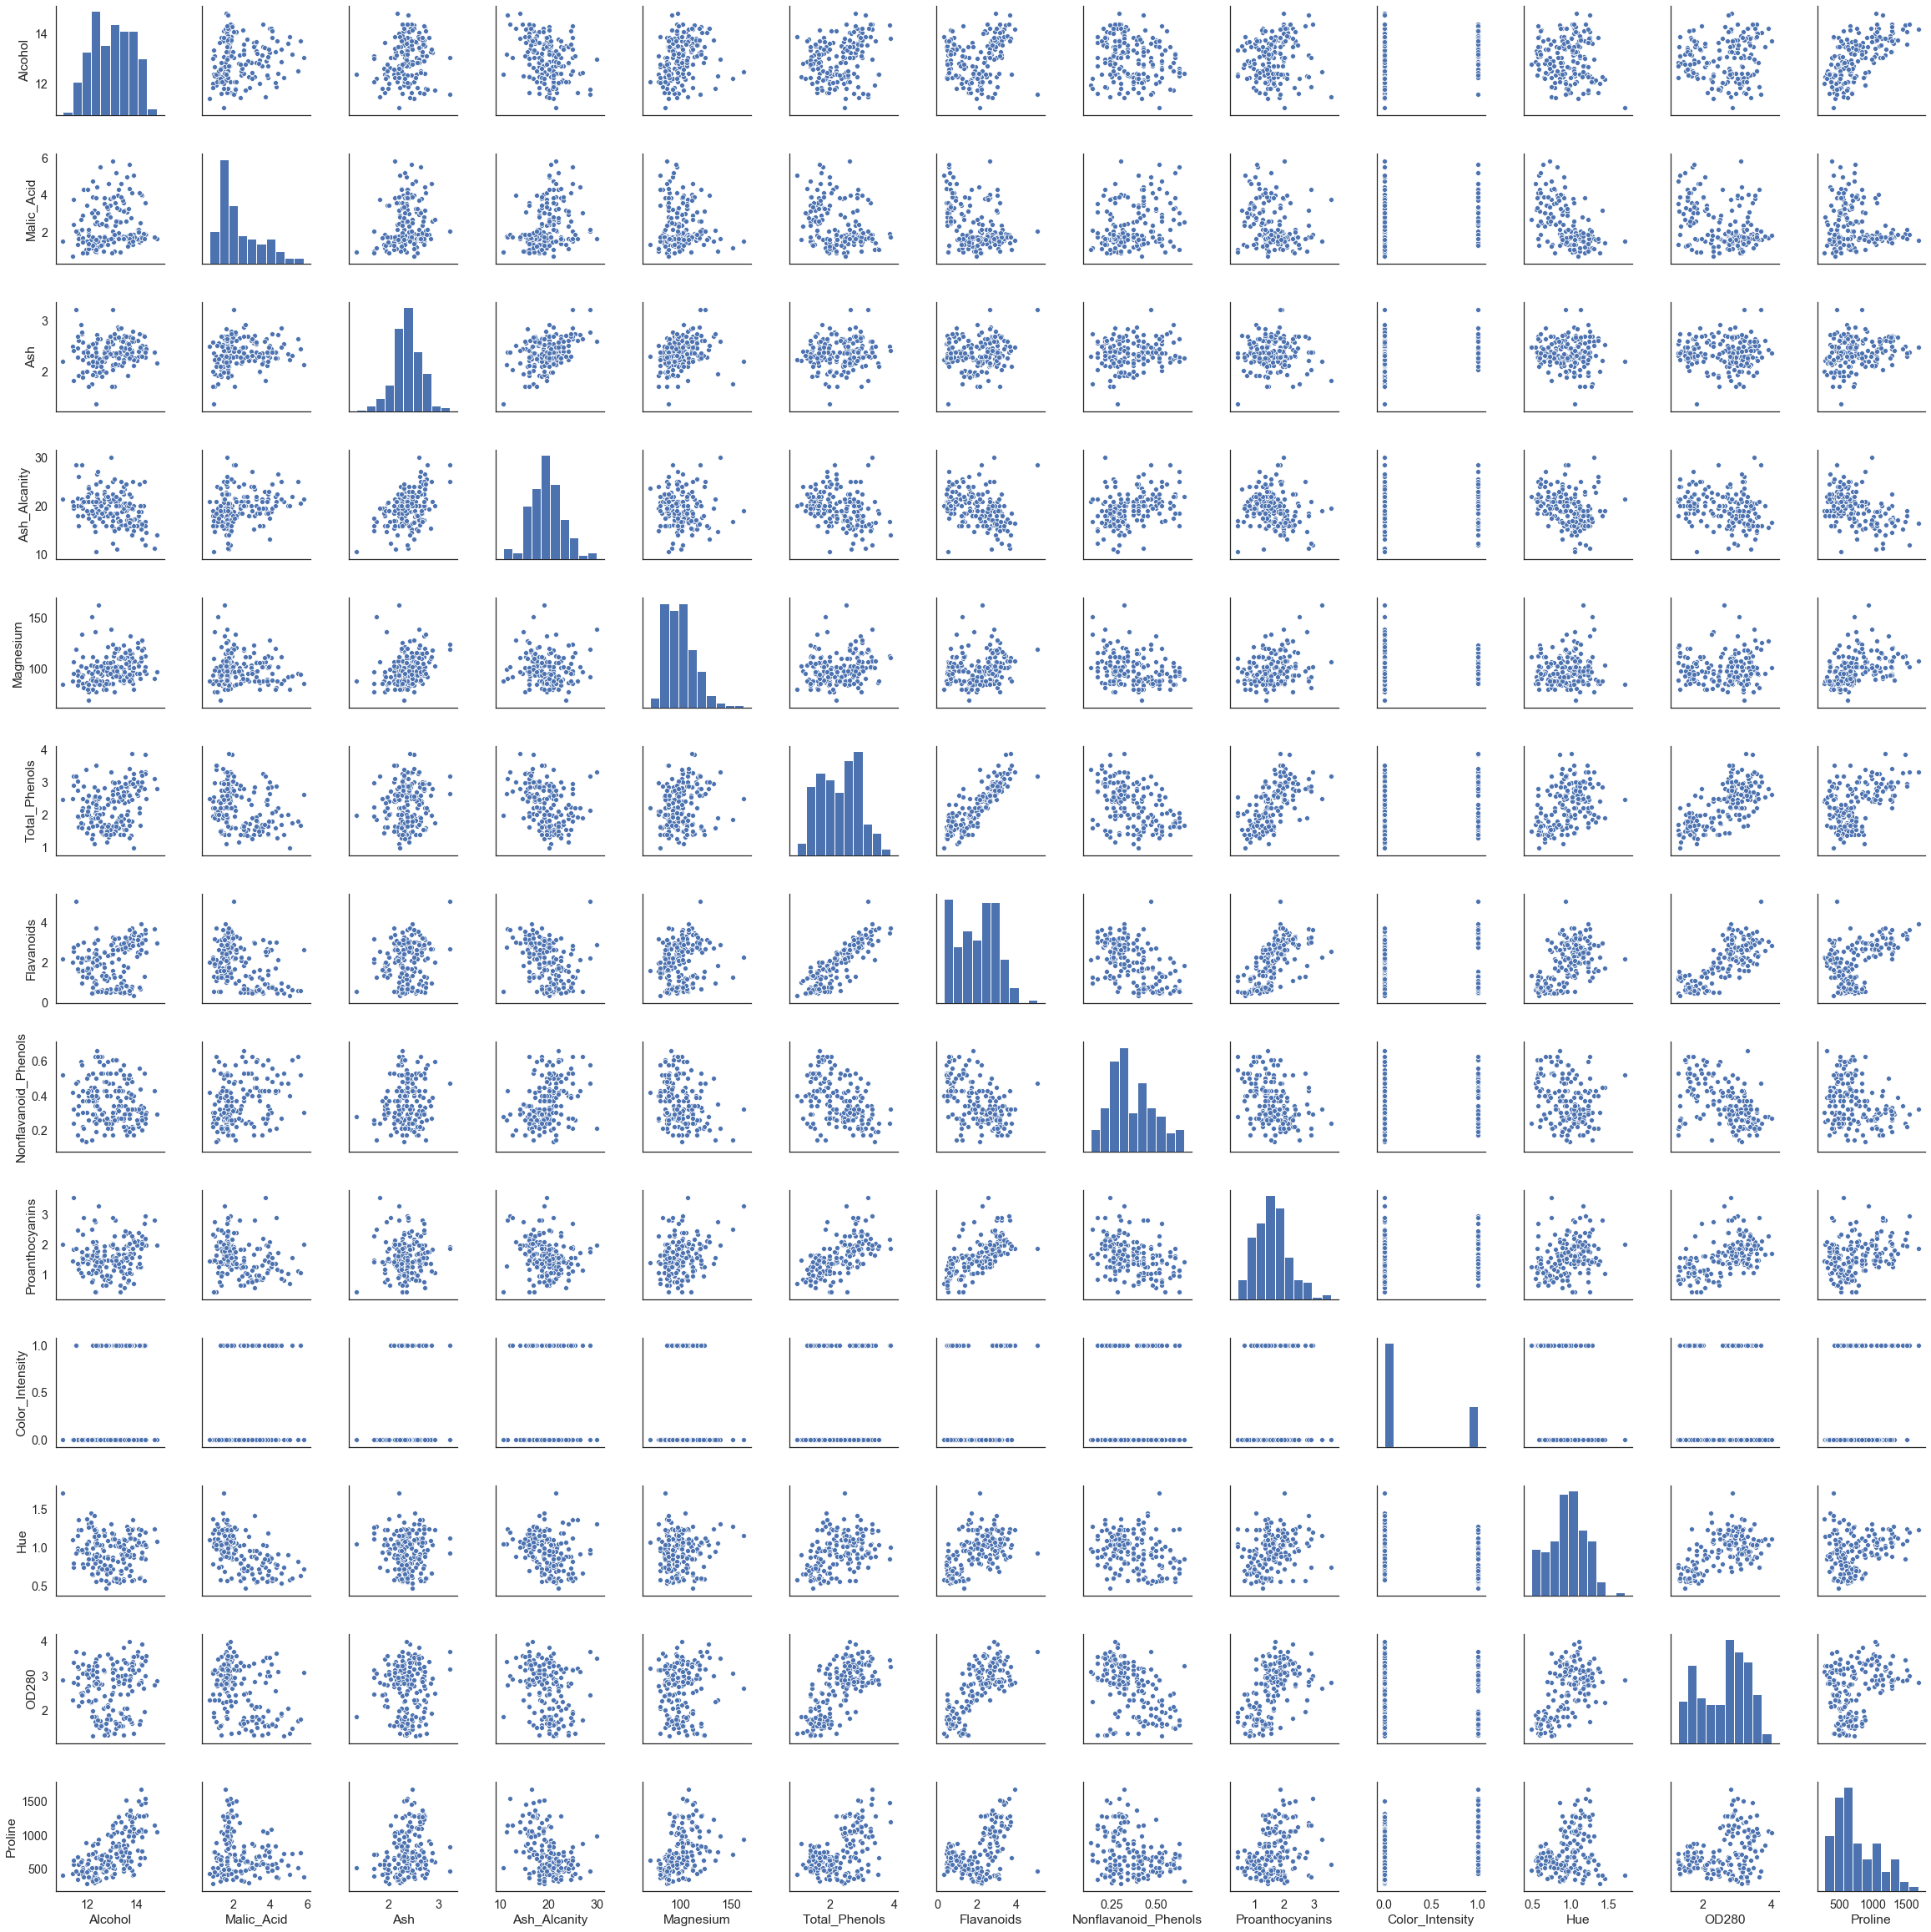 Alcohol
14
12
Malic_Acid
6
4
2
Ash
3
2
Ash_Alcanity
30
20
10
Magnesium
150
100
Total_Phenols
4
3
2
1
Flavanoids
4
2
0
Nonflavanoid_Phenols
0.6
0.4
0.2
Proanthocyanins
3
2
1
Color_Intensity
1.0
0.5
0.0
Hue
1.5
1.0
0.5
OD280
4
3
2
Proline
1500
1000
500
12 14 2 4 6 2 3 10 20 30 100 150 2 4 0 2 4 0.25 0.50 1 2 3 0.0 0.5 1.0 0.5 1.0 1.5 2 4 500 1000 1500
Alcohol Malic_Acid Ash Ash_Alcanity Magnesium Total_Phenols Flavanoids Nonflavanoid_Phenols Proanthocyanins Color_Intensity Hue OD280 Proline